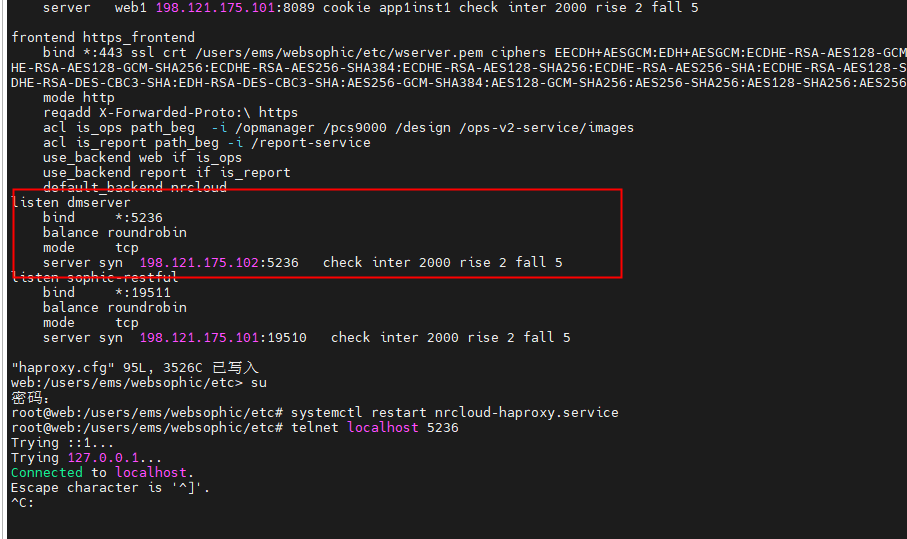 server   web1 198.121.175.101:8089 cookie app1inst1 check inter 2000 rise 2 fall 5
frontend https_frontend
bind *:443 ssl crt /users/ems/websophic/etc/wserver.pem ciphers EECDH+AESGCM:EDH+AESGCM:ECDHE-RSA-AES128-GCM
HE-RSA-AES128-GCM-SHA256:ECDHE-RSA-AES256-SHA384:ECDHE-RSA-AES128-SHA256:ECDHE-RSA-AES256-SHA:ECDHE-RSA-AES128-S
DHE-RSA-DES-CBC3-SHA:EDH-RSA-DES-CBC3-SHA:AES256-GCM-SHA384:AES128-GCM-SHA256:AES256-SHA256:AES128-SHA256:AES256
mode http
reqadd X-Forwarded-Proto:\ https
acl is_ops path_beg  -i /opmanager /pcs9000 /design /ops-v2-service/images
acl is_report path_beg -i /report-service
use_backend web if is_ops
use_backend report if is_report
default_backend nrcloud
listen dmserver
bind     *:5236
balance roundrobin
mode     tcp
server syn  198.121.175.102:5236   check inter 2000 rise 2 fall 5
listen sophic-restful
bind     *:19511
balance roundrobin
mode     tcp
server syn  198.121.175.101:19510   check inter 2000 rise 2 fall 5
"haproxy.cfg" 95L, 3526C 已写入
web:/users/ems/websophic/etc> su
密码：
root@web:/users/ems/websophic/etc# systemctl restart nrcloud-haproxy.service
root@web:/users/ems/websophic/etc# telnet localhost 5236
Trying ::1...
Trying 127.0.0.1...
Connected to localhost.
Escape character is '^]'.
^C: